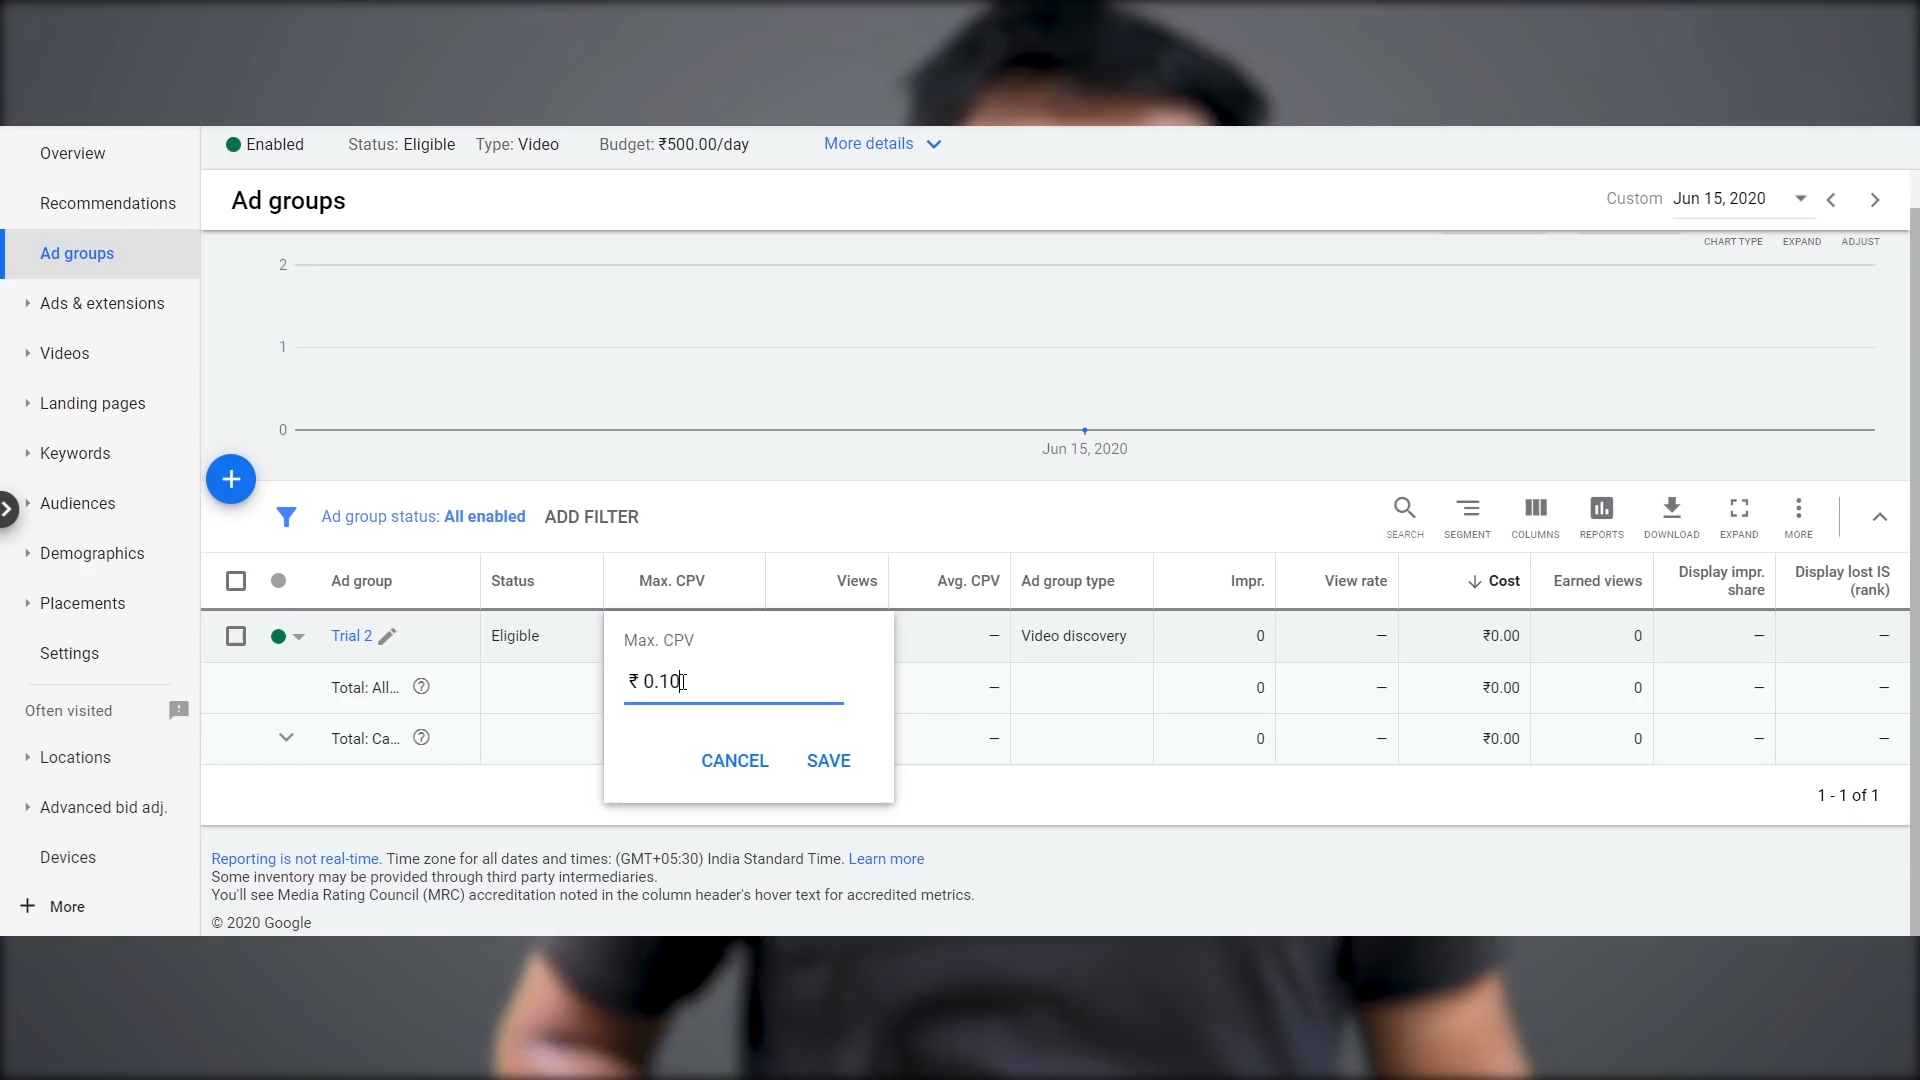 Enabled Status: Eligible Type: Video Budget: ₹500.00/day More details
Overview
Recommendations
Ad groups
Ads & extensions
Videos
Landing pages
Keywords
Audiences
Demographics
Placements
Settings
Often visited
Locations
Advanced bid adj.
Devices
More
Ad groups
Custom Jun 15, 2020
CHART TYPE EXPAND ADJUST
2
1
0
Jun 15, 2020
Ad group status: All enabled ADD FILTER
SEARCH SEGMENT COLUMNS REPORTS DOWNLOAD EXPAND MORE
Ad group Status Max. CPV Views Avg. CPV Ad group type Impr. View rate Cost Earned views Display impr. share Display lost IS (rank)
Trial 2 Eligible — Video discovery 0 — ₹0.00 0 — —
Total: All... — 0 — ₹0.00 0 — —
Total: Ca... — 0 — ₹0.00 0 — —
Max. CPV
₹ 0.10
CANCEL SAVE
1 - 1 of 1
Reporting is not real-time. Time zone for all dates and times: (GMT+05:30) India Standard Time. Learn more
Some inventory may be provided through third party intermediaries.
You'll see Media Rating Council (MRC) accreditation noted in the column header's hover text for accredited metrics.
© 2020 Google